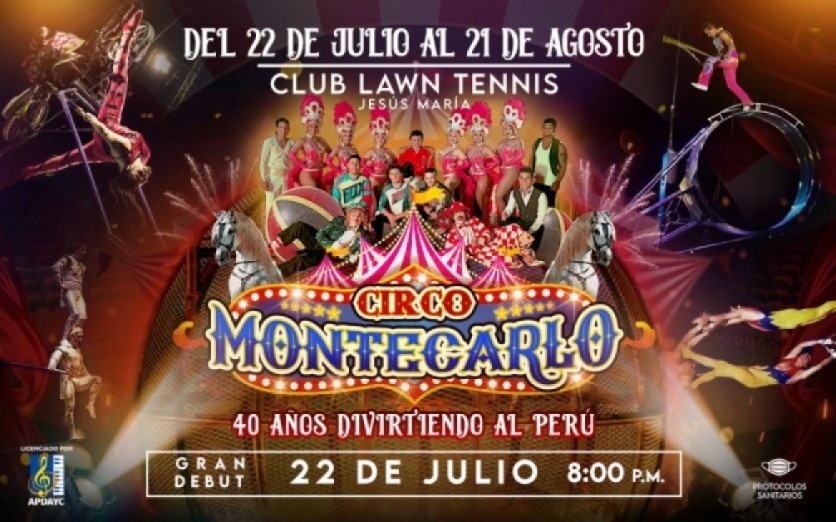 DEL 22 DE JULIO AL 21 DE AGOSTO
CLUB LAWN TENNIS
JESÚS MARÍA
CIRCO
MONTECARLO
40 AÑOS DIVIRTIENDO AL PERÚ
LICENCIADO POR
APDAYC
GRAN
DEBUT
22 DE JULIO
8:00 P.M.
PROTOCOLOS
SANITARIOS